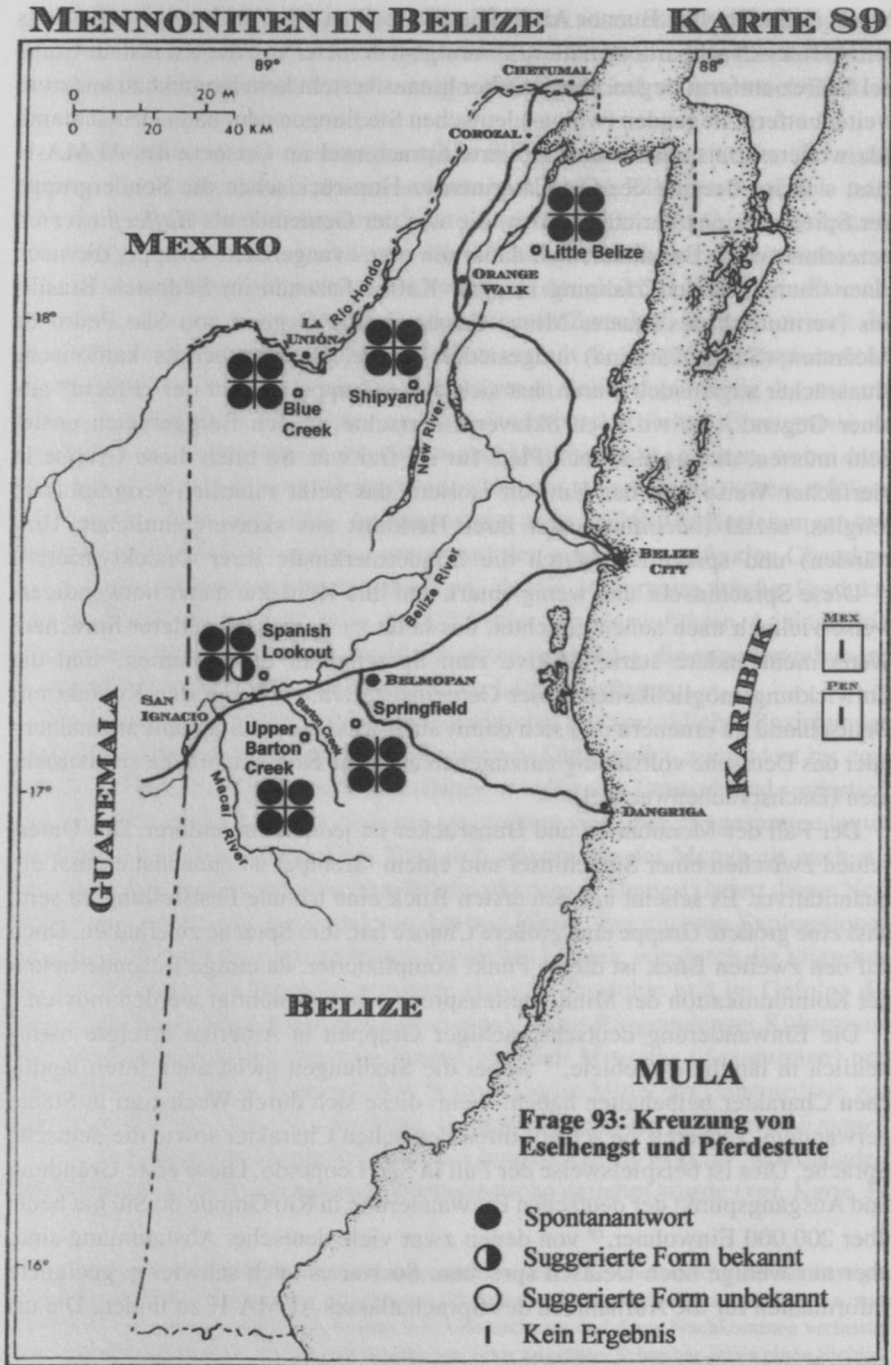 MENNONITEN IN BELIZE KARTE 89
89° 88°
0 20 M
0 20 40 KM
CHETUMAL
COROZAL
MEXIKO
Little Belize
ORANGE
WALK
Rio Hondo
18°
LA
UNIÓN
Blue
Creek
Shipyard
New River
BELIZE
Belize River
Spanish
Lookout
BELMOPAN
SAN
IGNACIO
Springfield
Upper
Barton
Creek
Barton Creek
Macal
River
MEX
PEN
KARIBIK
GUATEMALA
17°
DANGRIGA
BELIZE
MULA
Frage 93: Kreuzung von
Eselhengst und Pferdestute
Spontanantwort
Suggerierte Form bekannt
Suggerierte Form unbekannt
Kein Ergebnis
16°